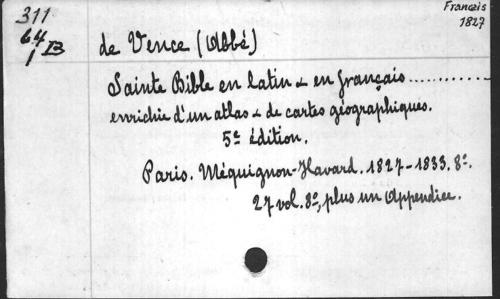 311
64 B
1
Français
1827
de Vence (Abbé)
Sainte Bible en latin & en français...........
enrichie d'un atlas & de cartes géographiques.
5e édition.
Paris. Méquignon-Havard. 1827-1833. 8o.
27 vol. 8o, plus un Appendice.